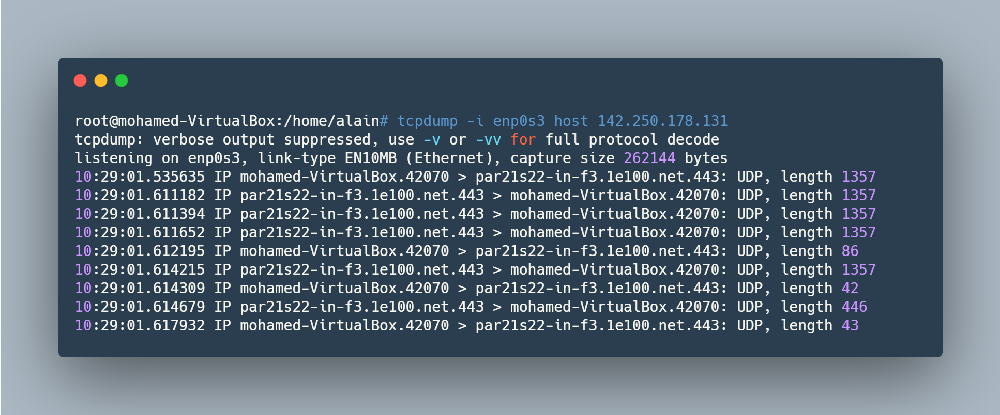 root@mohamed-VirtualBox:/home/alain# tcpdump -i enp0s3 host 142.250.178.131
tcpdump: verbose output suppressed, use -v or -vv for full protocol decode
listening on enp0s3, link-type EN10MB (Ethernet), capture size 262144 bytes
10:29:01.535635 IP mohamed-VirtualBox.42070 > par21s22-in-f3.1e100.net.443: UDP, length 1357
10:29:01.611182 IP par21s22-in-f3.1e100.net.443 > mohamed-VirtualBox.42070: UDP, length 1357
10:29:01.611394 IP par21s22-in-f3.1e100.net.443 > mohamed-VirtualBox.42070: UDP, length 1357
10:29:01.611652 IP par21s22-in-f3.1e100.net.443 > mohamed-VirtualBox.42070: UDP, length 1357
10:29:01.612195 IP mohamed-VirtualBox.42070 > par21s22-in-f3.1e100.net.443: UDP, length 86
10:29:01.614215 IP par21s22-in-f3.1e100.net.443 > mohamed-VirtualBox.42070: UDP, length 1357
10:29:01.614309 IP mohamed-VirtualBox.42070 > par21s22-in-f3.1e100.net.443: UDP, length 42
10:29:01.614679 IP par21s22-in-f3.1e100.net.443 > mohamed-VirtualBox.42070: UDP, length 446
10:29:01.617932 IP mohamed-VirtualBox.42070 > par21s22-in-f3.1e100.net.443: UDP, length 43